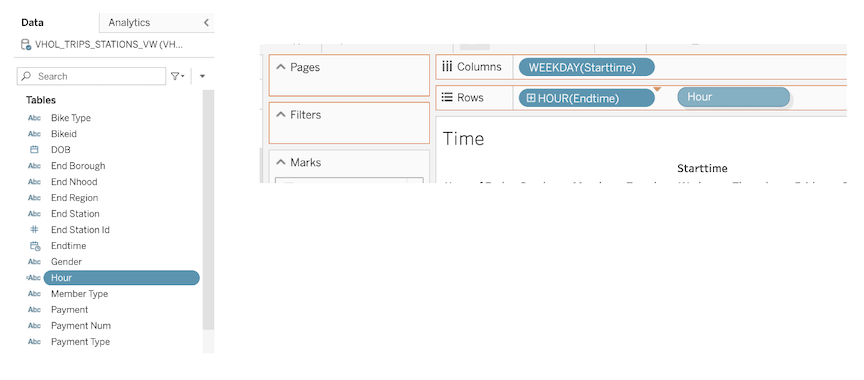 Data
Analytics
VHOL_TRIPS_STATIONS_VW (VH...
Search
Tables
Abc Bike Type
Abc Bikeid
DOB
Abc End Borough
Abc End Nhood
Abc End Region
Abc End Station
# End Station Id
Endtime
Abc Gender
=Abc Hour
Abc Member Type
Abc Payment
Abc Payment Num
Abc Payment Type
Pages
Filters
Marks
Columns
WEEKDAY(Starttime)
Rows
HOUR(Endtime)
Hour
Time
Starttime